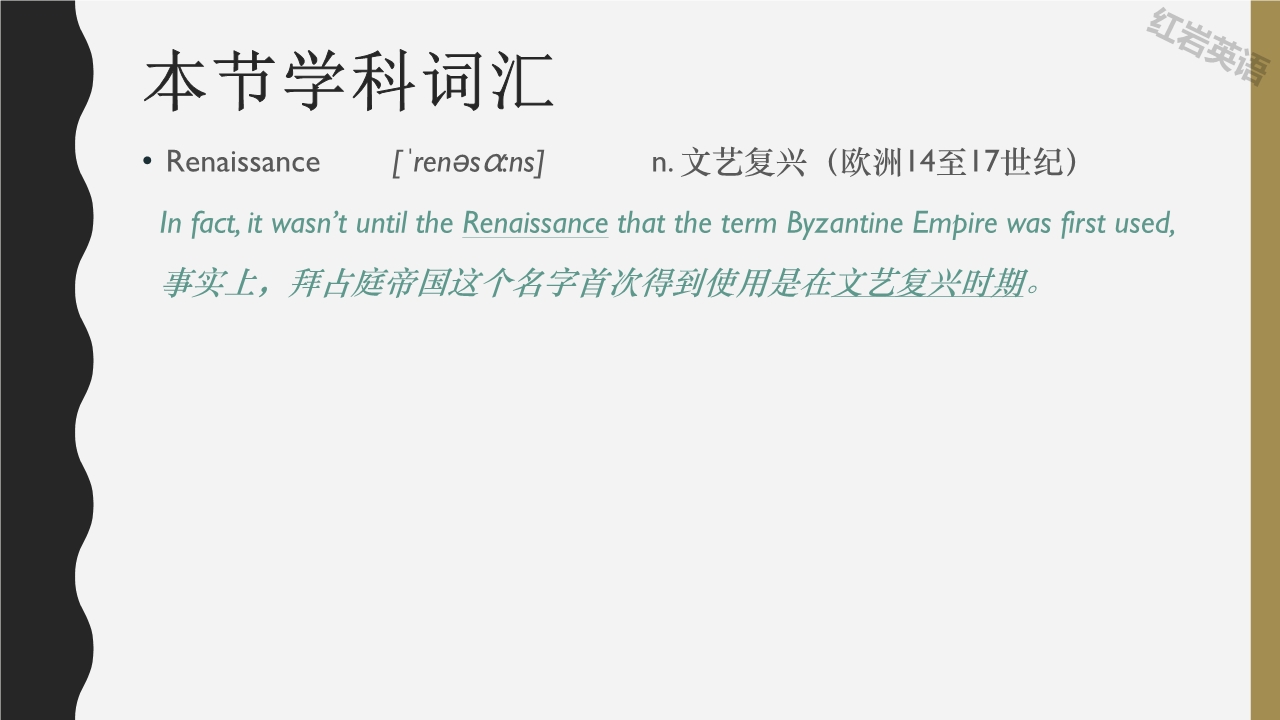 红岩英语
本节学科词汇
• Renaissance [ˈrenəsɑːns] n. 文艺复兴（欧洲14至17世纪）
In fact, it wasn’t until the Renaissance that the term Byzantine Empire was first used,
事实上，拜占庭帝国这个名字首次得到使用是在文艺复兴时期。